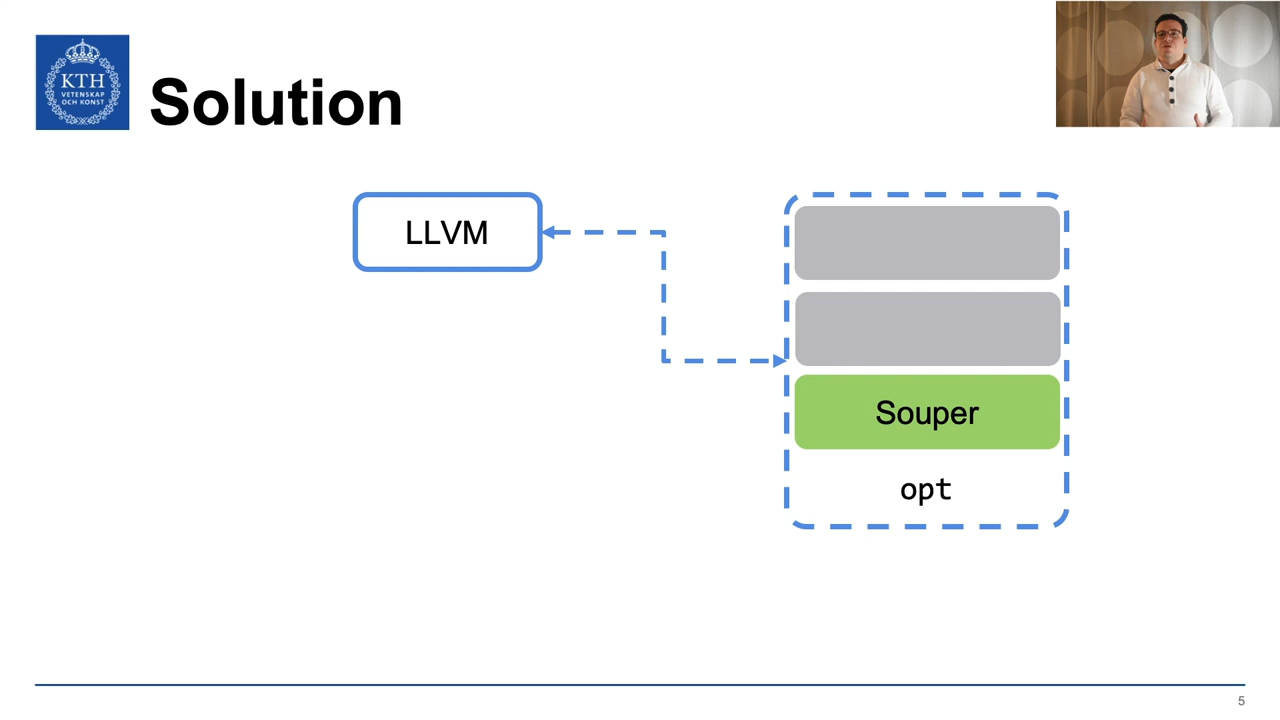 KTH
VETENSKAP
OCH KONST
Solution
LLVM
Souper
opt
5